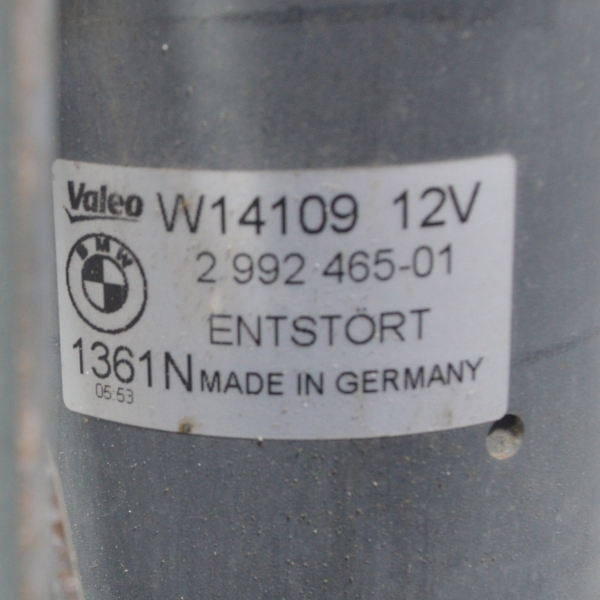 Valeo W14109 12V
BMW
2 992 465-01
ENTSTÖRT
1361N MADE IN GERMANY
05:53